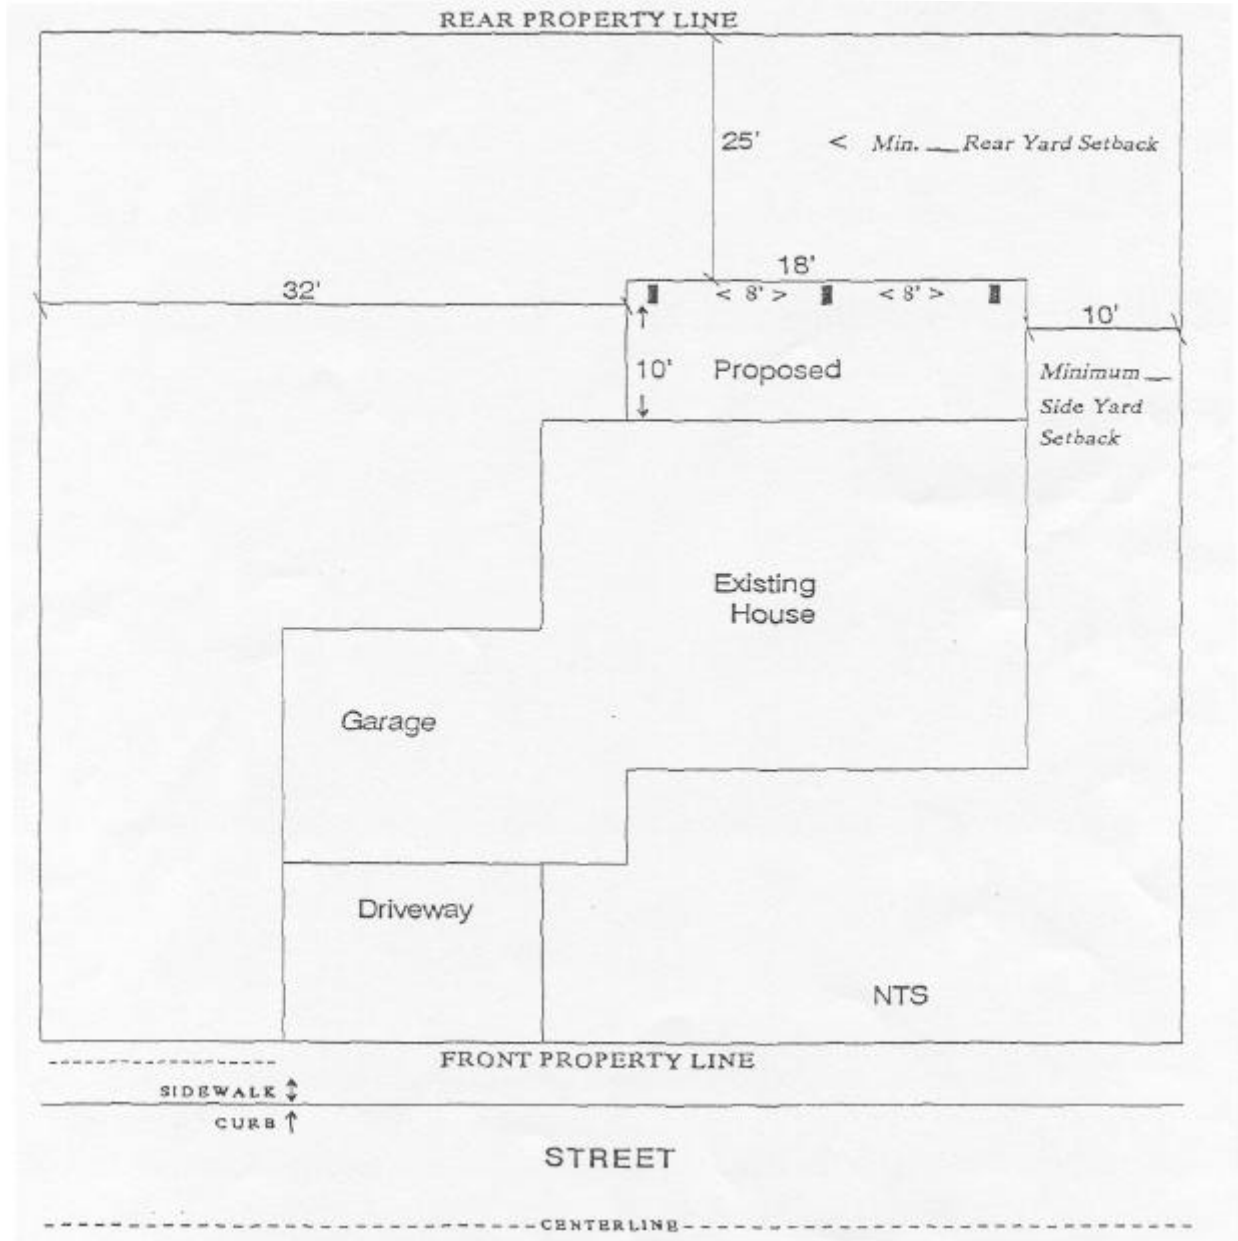 REAR PROPERTY LINE
25'
< Min. __ Rear Yard Setback
18'
32'
< 8' >
< 8' >
10'
10'
Proposed
Minimum __
Side Yard
Setback
Existing
House
Garage
Driveway
NTS
FRONT PROPERTY LINE
SIDEWALK
CURB
STREET
CENTERLINE